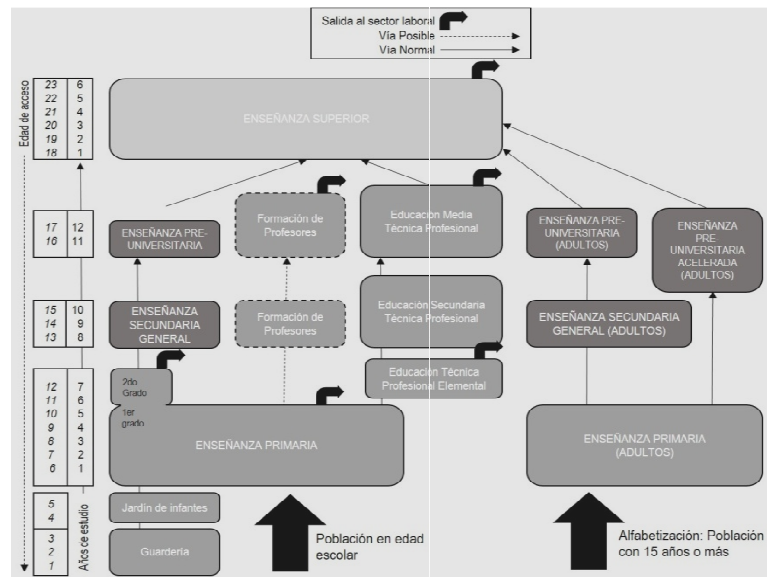 Salida al sector laboral
Vía Posible
Vía Normal
Edad de acceso
23 6
22 5
21 4
20 3
19 2
18 1
ENSEÑANZA SUPERIOR
17 12
16 11
ENSEÑANZA PRE-
UNIVERSITARIA
Formación de
Profesores
Educación Media
Técnica Profesional
ENSEÑANZA PRE-
UNIVERSITARIA
(ADULTOS)
ENSEÑANZA
PRE
UNIVERSITARIA
ACELERADA
(ADULTOS)
15 10
14 9
13 8
ENSEÑANZA
SECUNDARIA
GENERAL
Formación de
Profesores
Educación Secundaria
Técnica Profesional
ENSEÑANZA SECUNDARIA
GENERAL (ADULTOS)
Educación Técnica
Profesional Elemental
12 7
11 6
10 5
9 4
8 3
7 2
6 1
2do
Grado
1er
grado
ENSEÑANZA PRIMARIA
ENSEÑANZA PRIMARIA
(ADULTOS)
5
4
3
2
1
Años de estudio
Jardín de infantes
Guardería
Población en edad
escolar
Alfabetización: Población
con 15 años o más